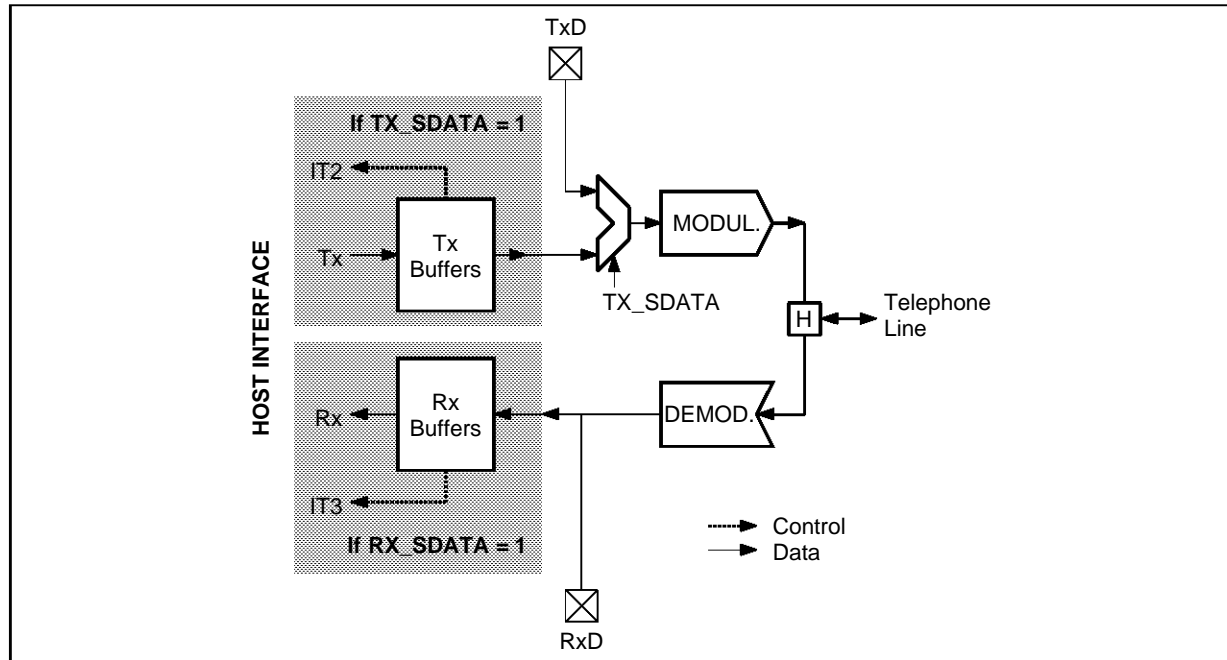 TxD
If TX_SDATA = 1
IT2
Tx
Tx
Buffers
MODUL.
TX_SDATA
H
Telephone
Line
HOST INTERFACE
Rx
Rx
Buffers
DEMOD.
IT3
If RX_SDATA = 1
Control
Data
RxD